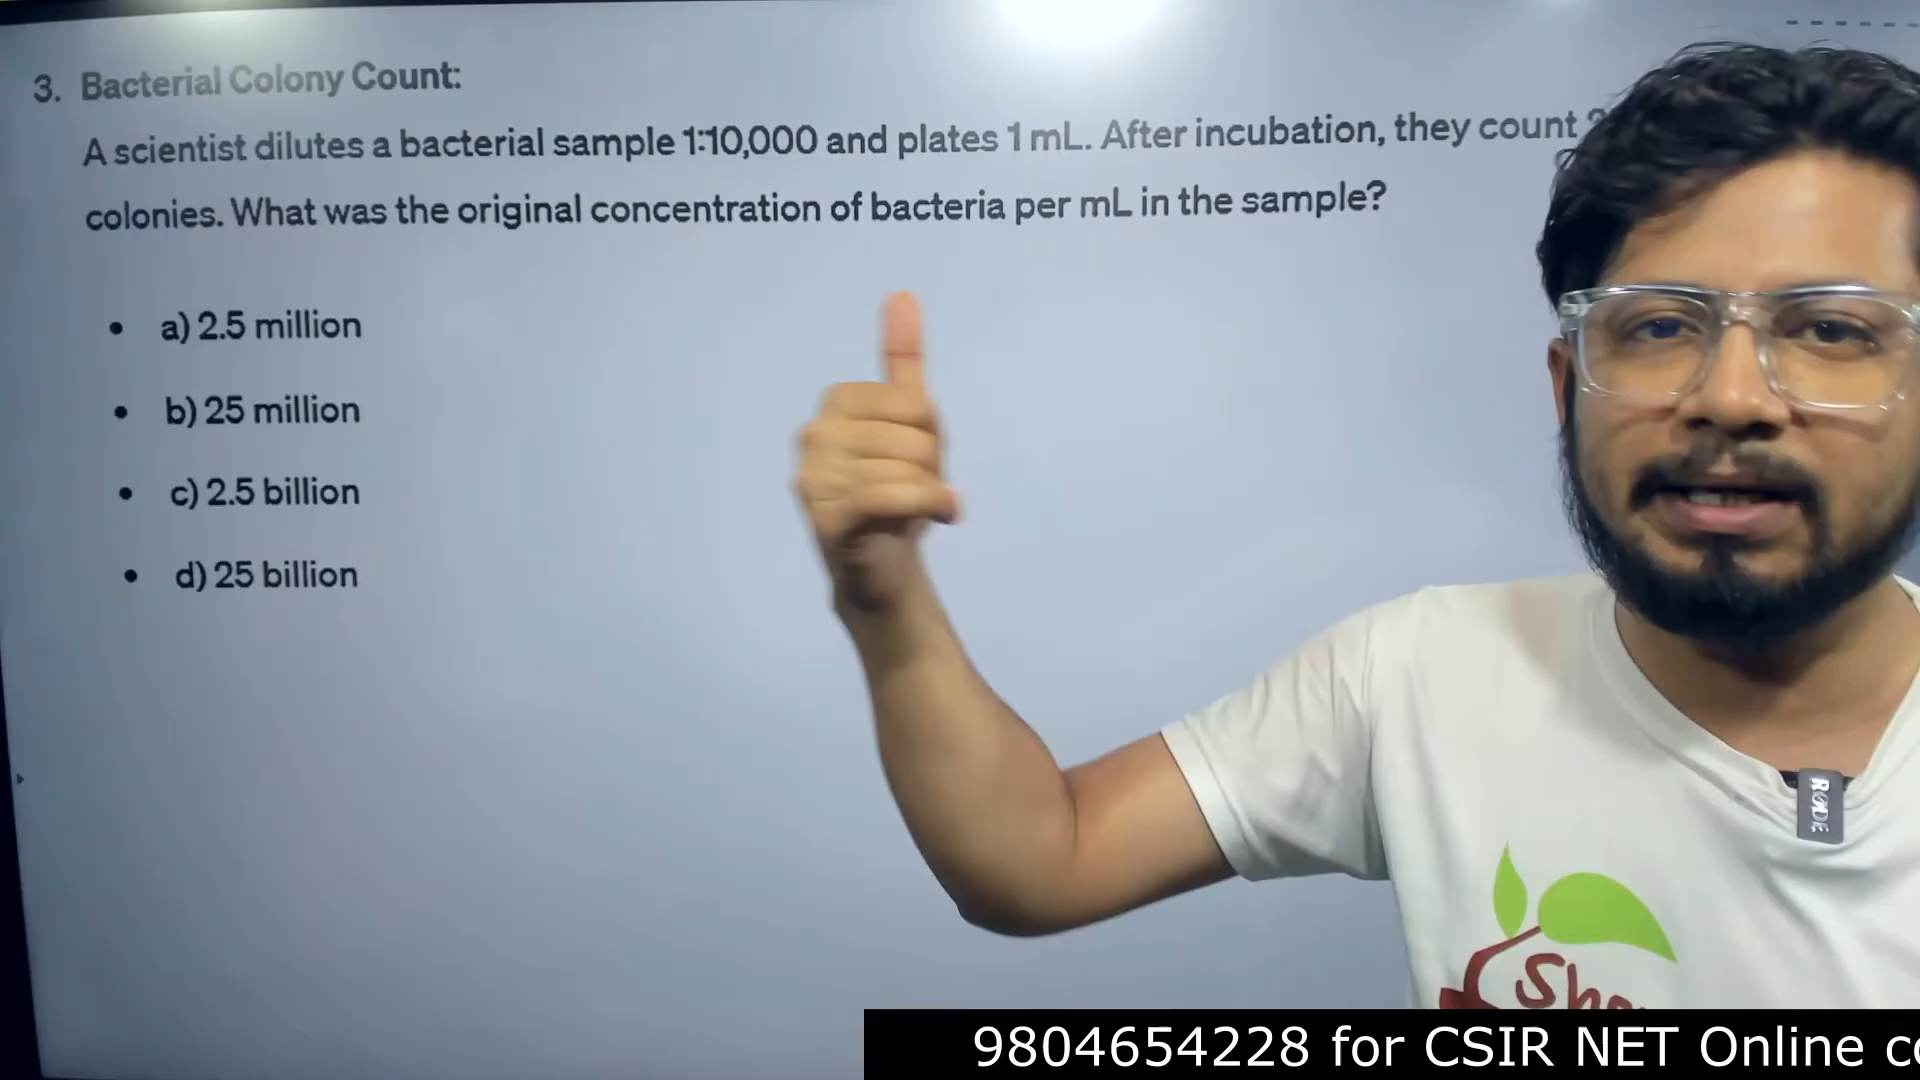 3. Bacterial Colony Count:
A scientist dilutes a bacterial sample 1:10,000 and plates 1 mL. After incubation, they count
colonies. What was the original concentration of bacteria per mL in the sample?
• a) 2.5 million
• b) 25 million
• c) 2.5 billion
• d) 25 billion
RØDE
9804654228 for CSIR NET Online